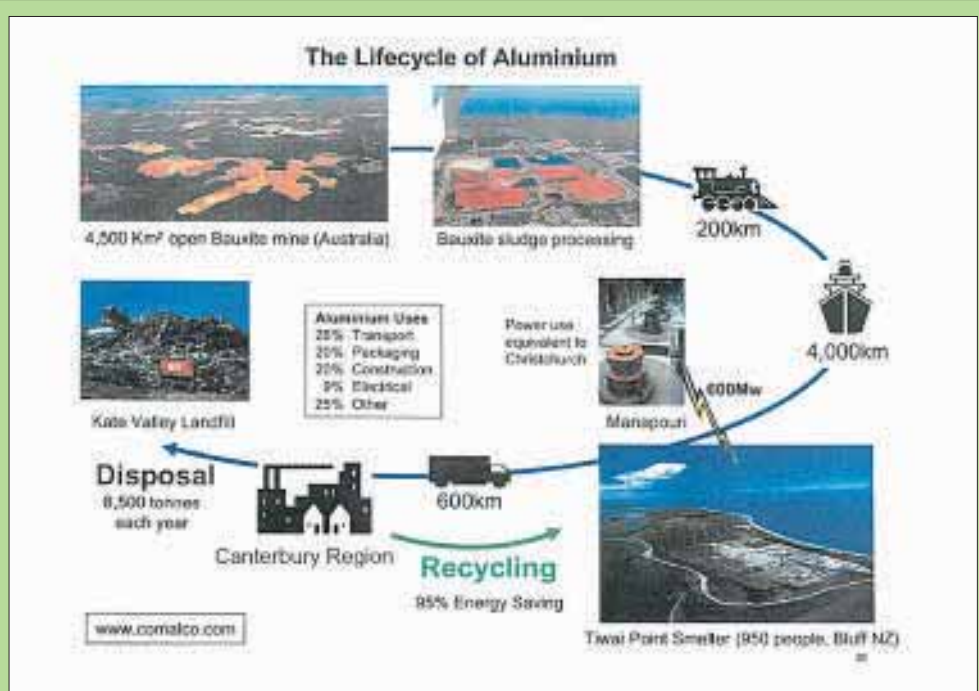 The Lifecycle of Aluminium
4,500 Km² open Bauxite mine (Australia)
Bauxite sludge processing
200km
4,000km
Kate Valley Landfill
Aluminium Uses
Transport
20% Packaging
20% Construction
9% Electrical
25% Other
Power use
equivalent to
Christchurch
Manapouri
600Mw
Disposal
8,500 tonnes
each year
Canterbury Region
600km
Recycling
95% Energy Saving
www.comalco.com
Tiwai Point Smelter (950 people, Bluff NZ)